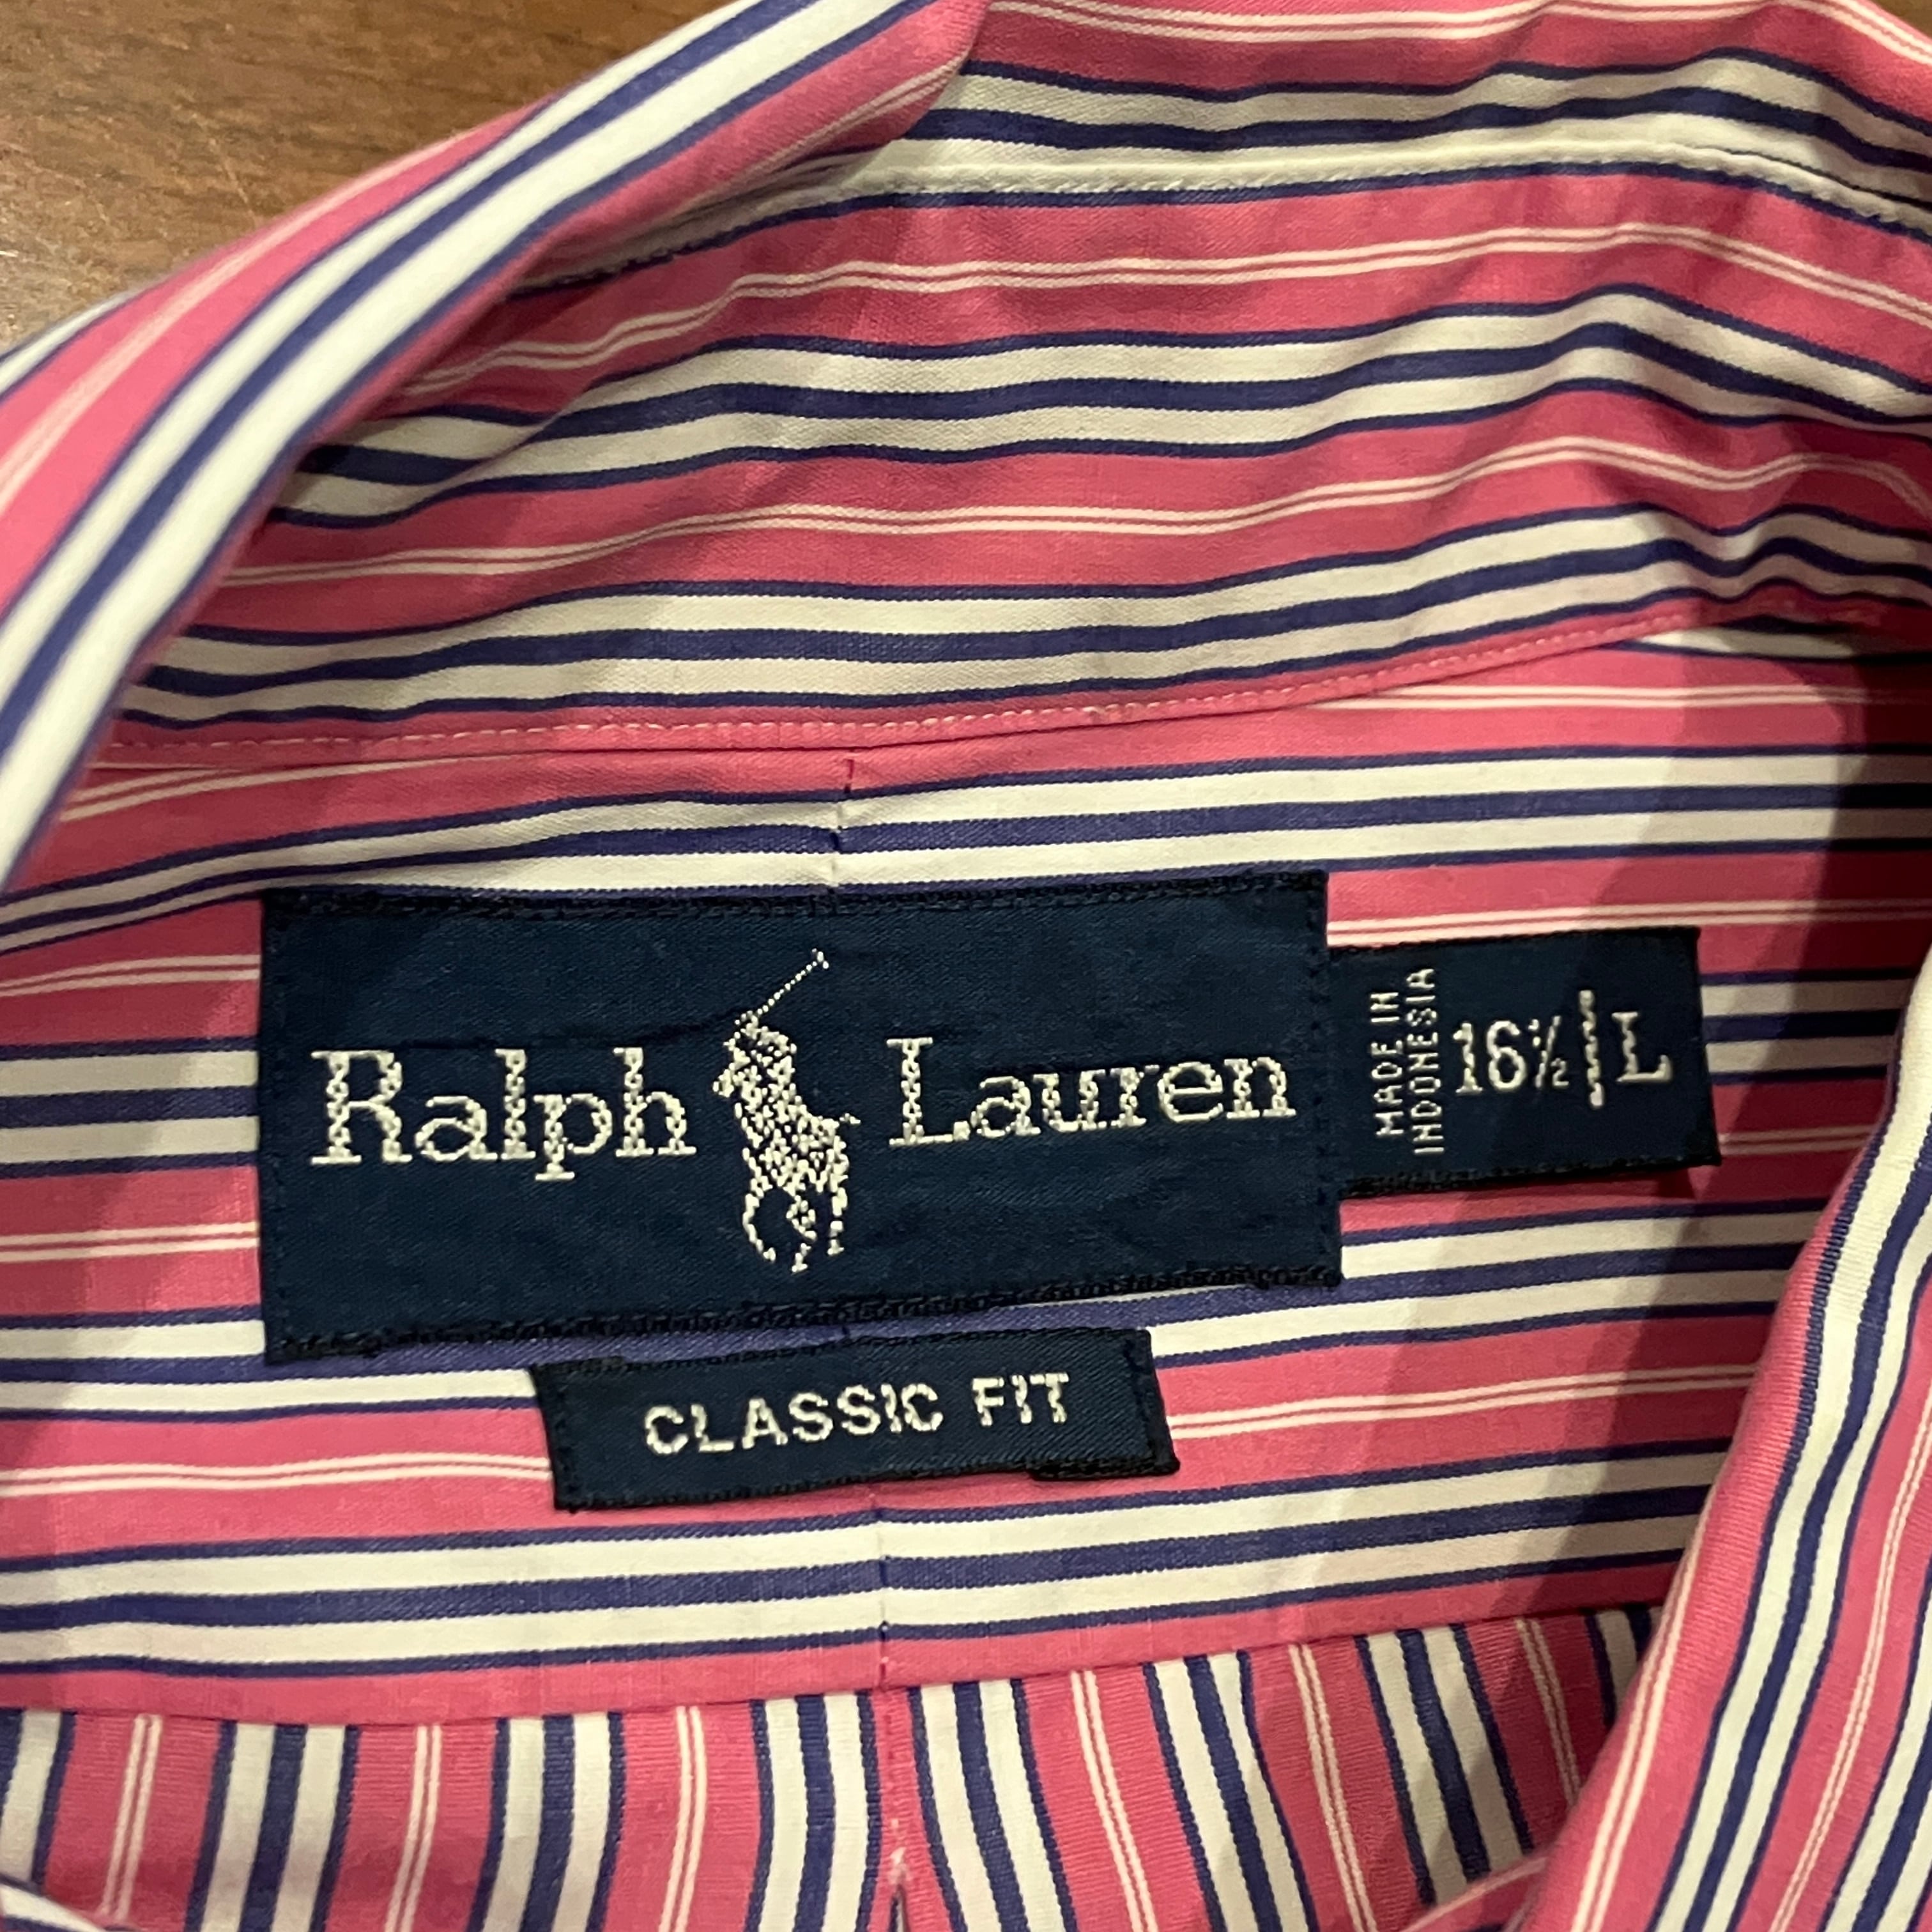 Ralph Lauren
MADE IN
INDONESIA
16½ | L
CLASSIC FIT